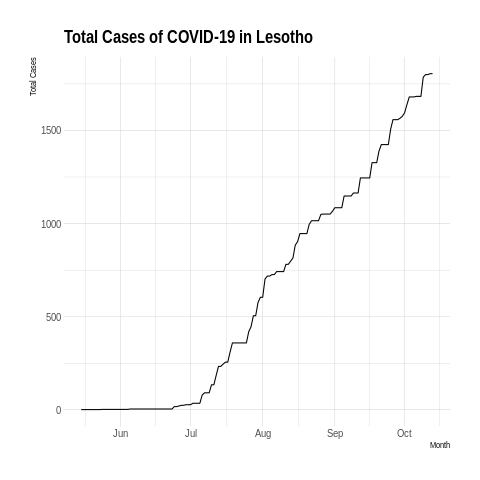 Total Cases of COVID-19 in Lesotho
Total Cases
1500
1000
500
0
Jun Jul Aug Sep Oct
Month